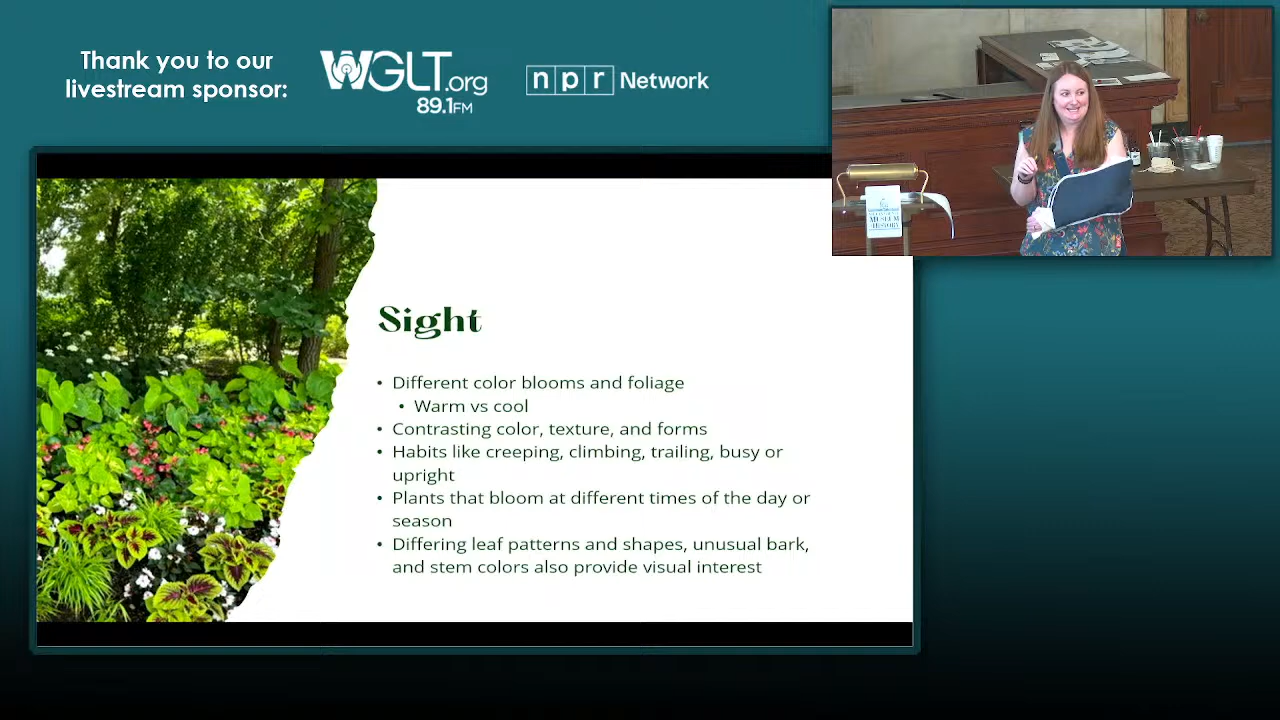 Thank you to our
livestream sponsor:
WGLT.org
89.1FM
npr Network
MUSEUM
HISTORY
Sight
• Different color blooms and foliage
• Warm vs cool
• Contrasting color, texture, and forms
• Habits like creeping, climbing, trailing, busy or
upright
• Plants that bloom at different times of the day or
season
• Differing leaf patterns and shapes, unusual bark,
and stem colors also provide visual interest